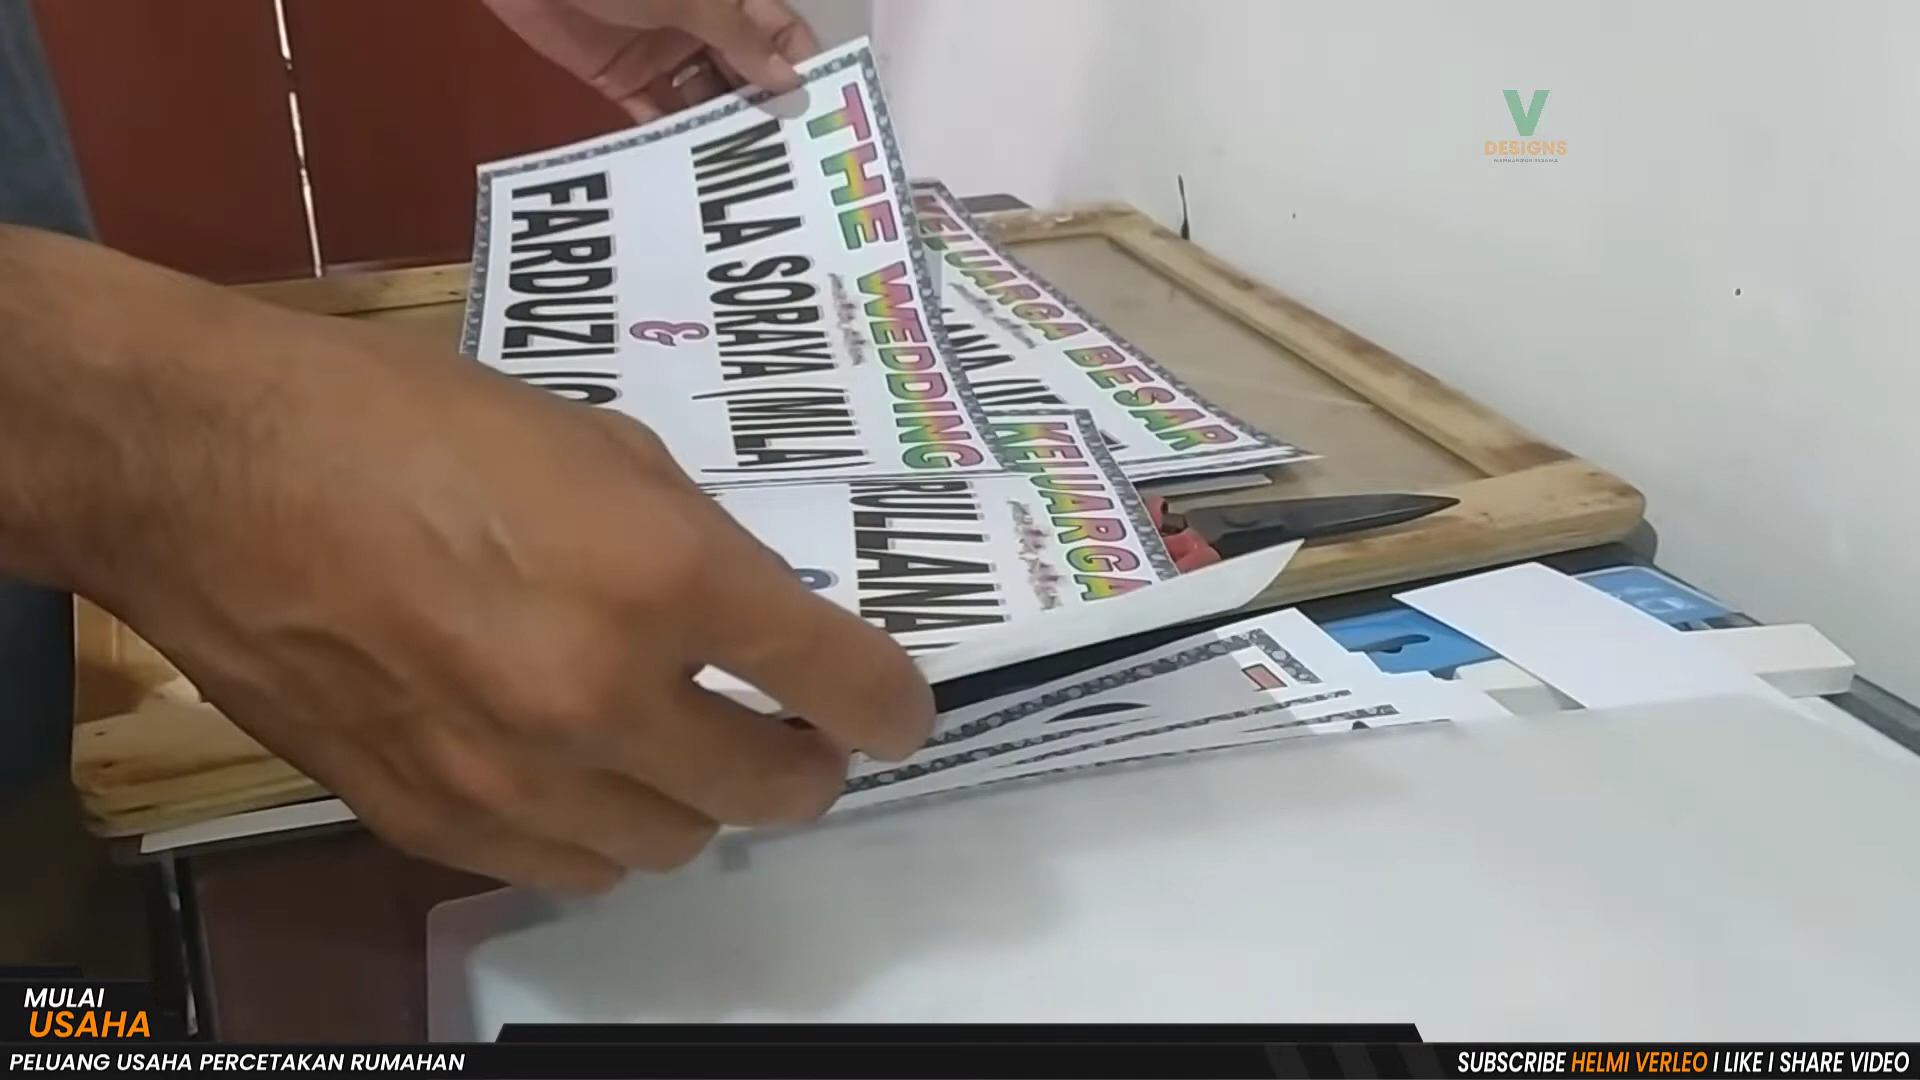 THE WEDDING
MILA SORAYA (MILA)
&
FARDUZI
KELUARGA BESAR
KELUARGA
V
DESIGNS
MULAI
USAHA
PELUANG USAHA PERCETAKAN RUMAHAN
SUBSCRIBE HELMI VERLEO I LIKE I SHARE VIDEO